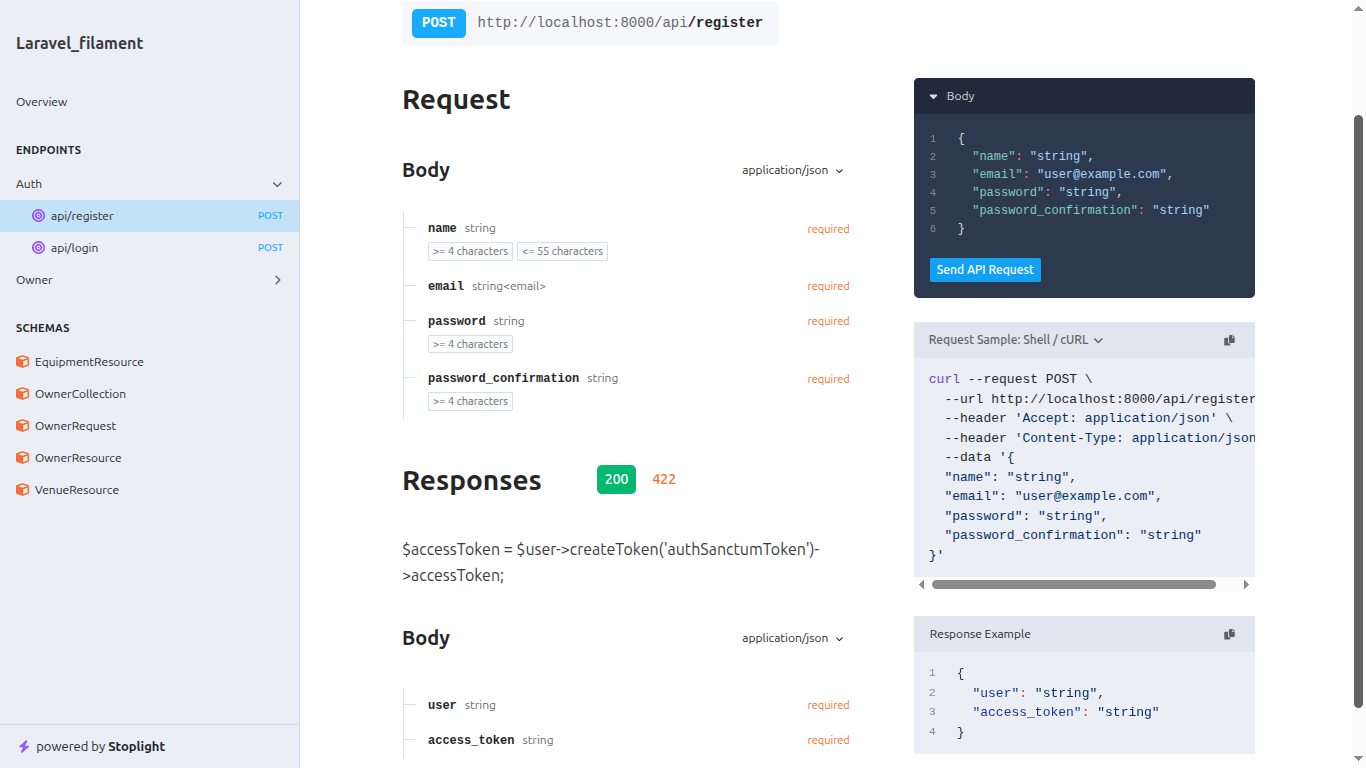 Laravel_filament
Overview
ENDPOINTS
Auth
api/register POST
api/login POST
Owner
SCHEMAS
EquipmentResource
OwnerCollection
OwnerRequest
OwnerResource
VenueResource
powered by Stoplight
POST http://localhost:8000/api/register
Request
Body application/json
name string required
>= 4 characters <= 55 characters
email string<email> required
password string required
>= 4 characters
password_confirmation string required
>= 4 characters
Responses 200 422
$accessToken = $user->createToken('authSanctumToken')-
>accessToken;
Body application/json
user string required
access_token string required
Body
1 {
2 "name": "string",
3 "email": "user@example.com",
4 "password": "string",
5 "password_confirmation": "string"
6 }
Send API Request
Request Sample: Shell / cURL
curl --request POST \
--url http://localhost:8000/api/register
--header 'Accept: application/json' \
--header 'Content-Type: application/json
--data '{
"name": "string",
"email": "user@example.com",
"password": "string",
"password_confirmation": "string"
}'
Response Example
1 {
2 "user": "string",
3 "access_token": "string"
4 }